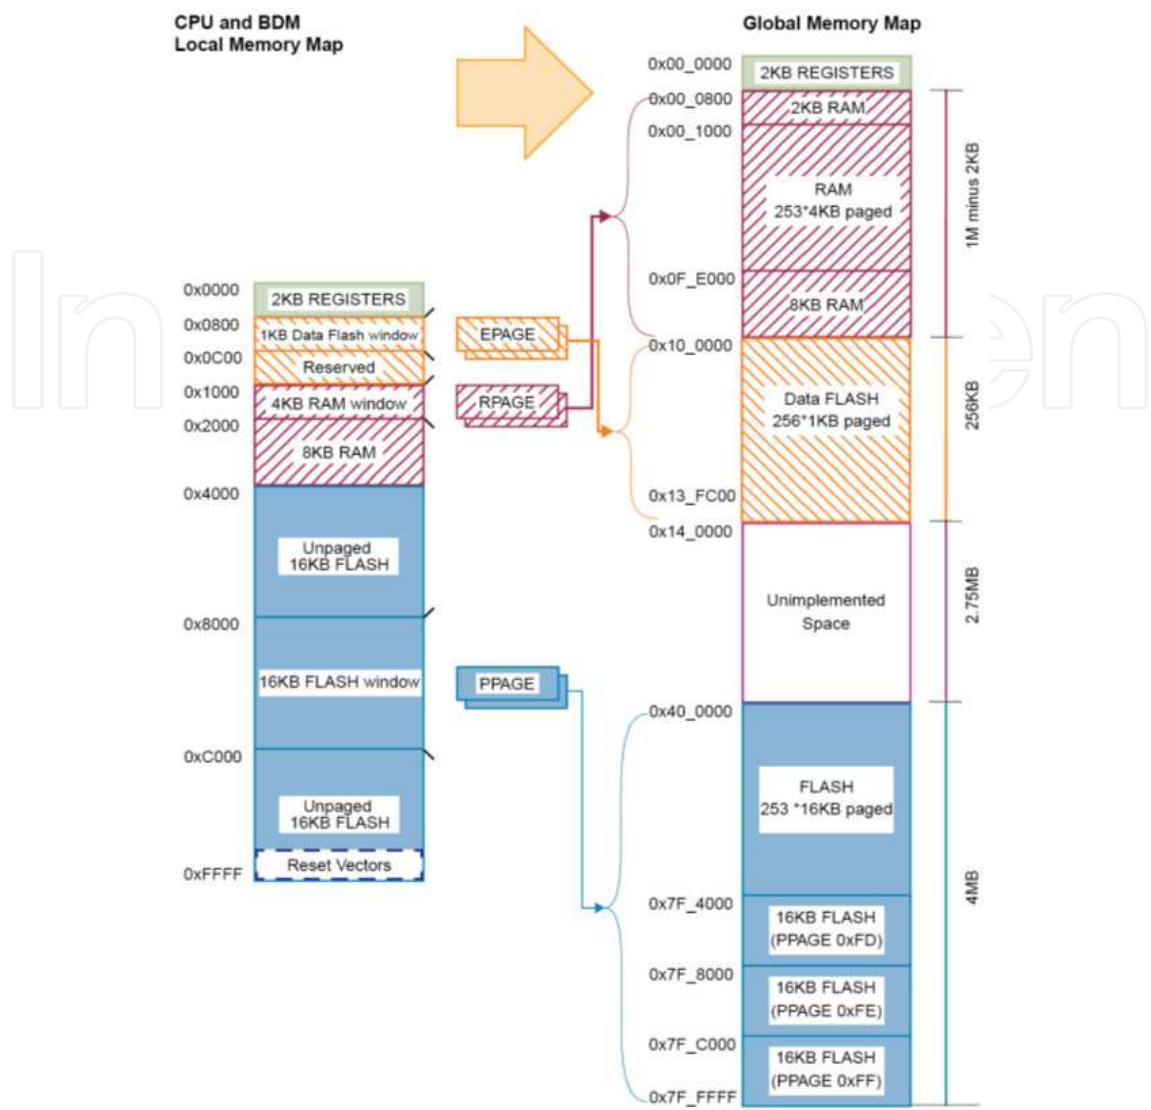 CPU and BDM
Local Memory Map
Global Memory Map
0x0000
2KB REGISTERS
0x0800
1KB Data Flash window
0x0C00
Reserved
0x1000
4KB RAM window
0x2000
8KB RAM
0x4000
Unpaged
16KB FLASH
0x8000
16KB FLASH window
0xC000
Unpaged
16KB FLASH
Reset Vectors
0xFFFF
EPAGE
RPAGE
PPAGE
0x00_0000
2KB REGISTERS
0x00_0800
2KB RAM
0x00_1000
RAM
253*4KB paged
0x0F_E000
8KB RAM
0x10_0000
Data FLASH
256*1KB paged
0x13_FC00
0x14_0000
Unimplemented
Space
0x40_0000
FLASH
253 *16KB paged
0x7F_4000
16KB FLASH
(PPAGE 0xFD)
0x7F_8000
16KB FLASH
(PPAGE 0xFE)
0x7F_C000
16KB FLASH
(PPAGE 0xFF)
0x7F_FFFF
1M minus 2KB
256KB
2.75MB
4MB